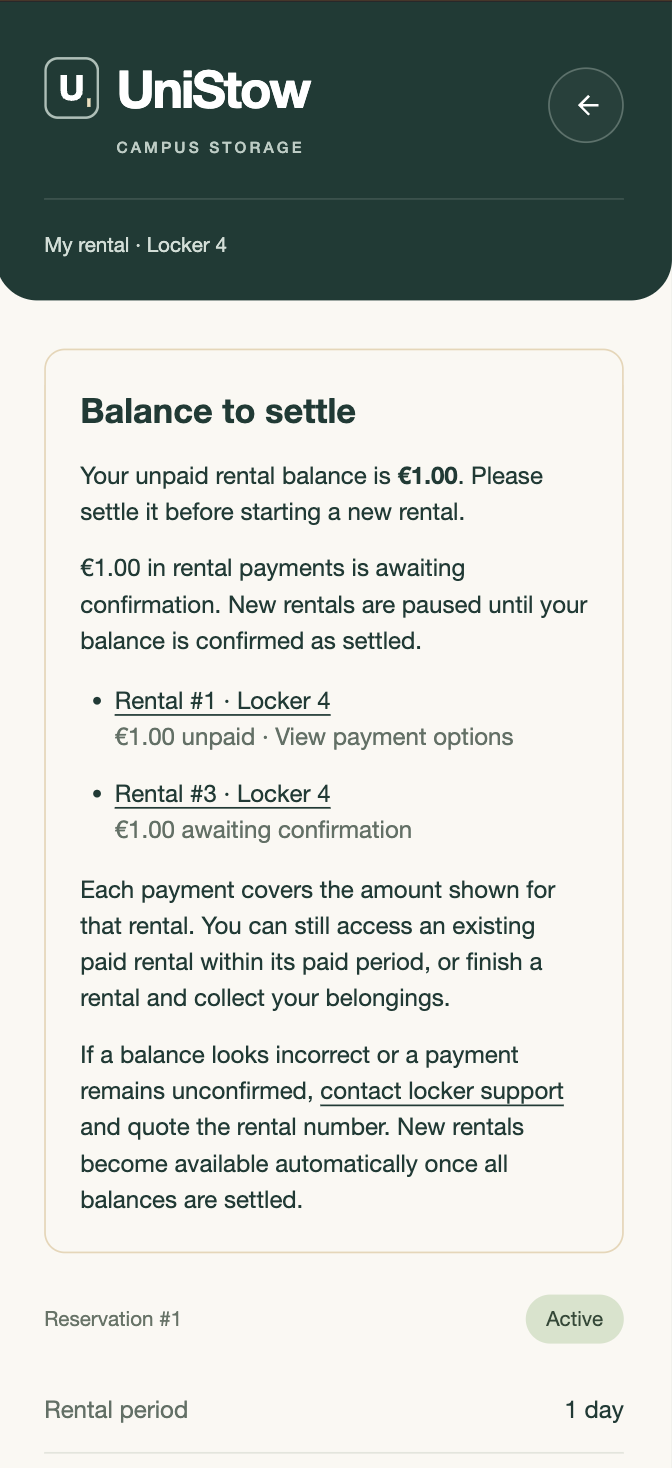 U
UniStow
CAMPUS STORAGE
My rental · Locker 4
Balance to settle
Your unpaid rental balance is €1.00. Please
settle it before starting a new rental.
€1.00 in rental payments is awaiting
confirmation. New rentals are paused until your
balance is confirmed as settled.
• Rental #1 · Locker 4
€1.00 unpaid · View payment options
• Rental #3 · Locker 4
€1.00 awaiting confirmation
Each payment covers the amount shown for
that rental. You can still access an existing
paid rental within its paid period, or finish a
rental and collect your belongings.
If a balance looks incorrect or a payment
remains unconfirmed, contact locker support
and quote the rental number. New rentals
become available automatically once all
balances are settled.
Reservation #1
Active
Rental period
1 day